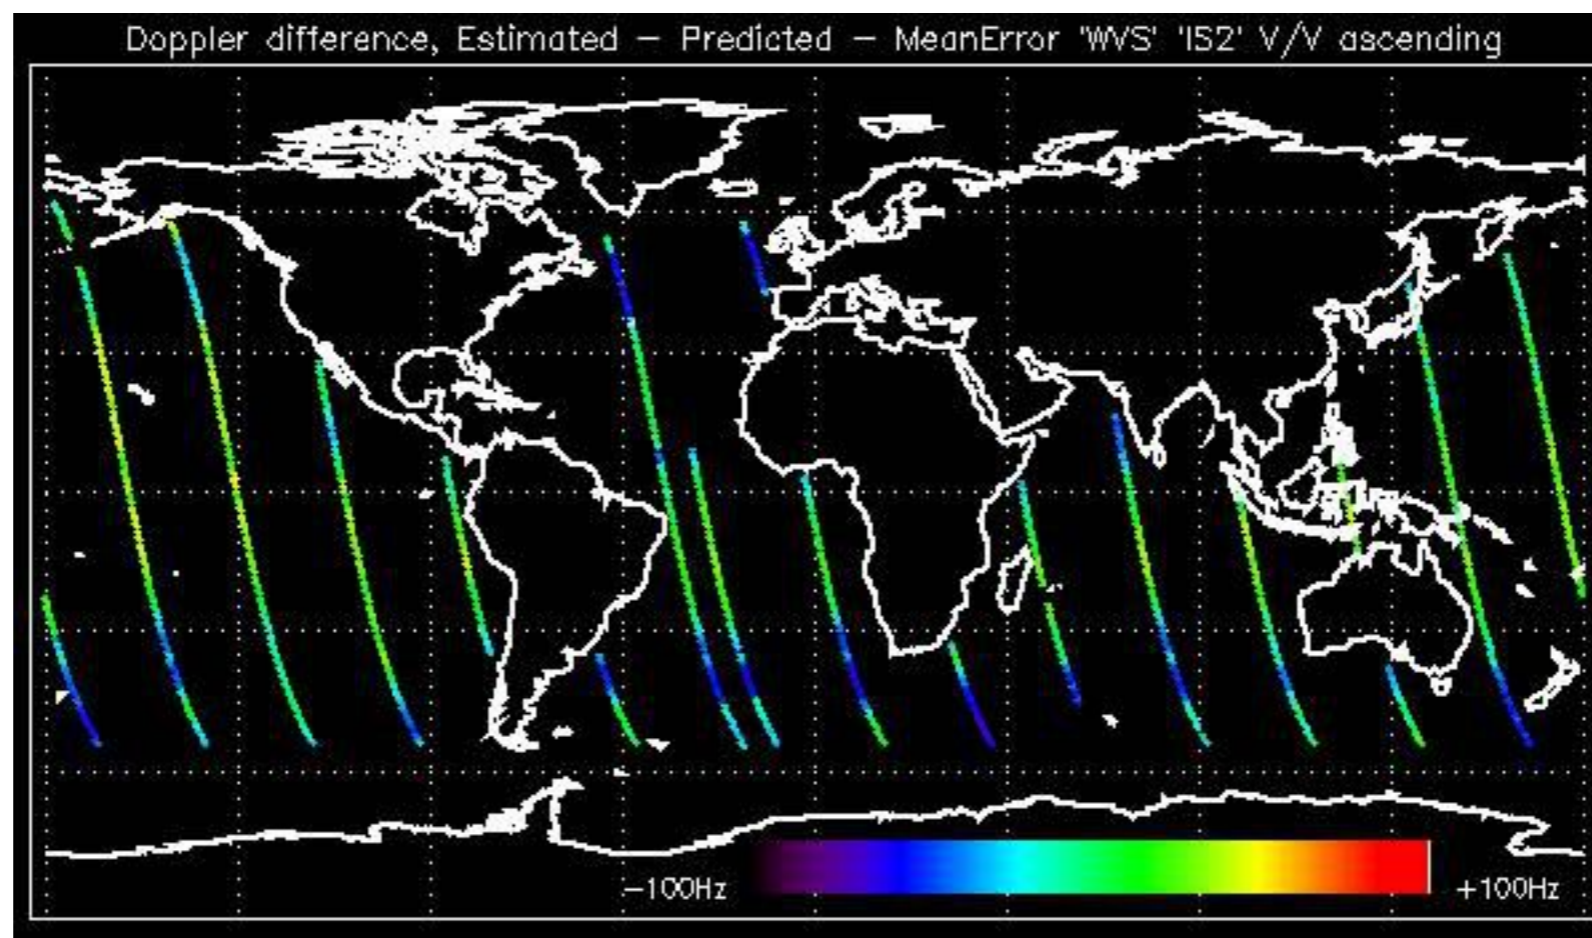 Doppler difference, Estimated – Predicted – MeanError 'WVS' 'IS2' V/V ascending
–100Hz +100Hz